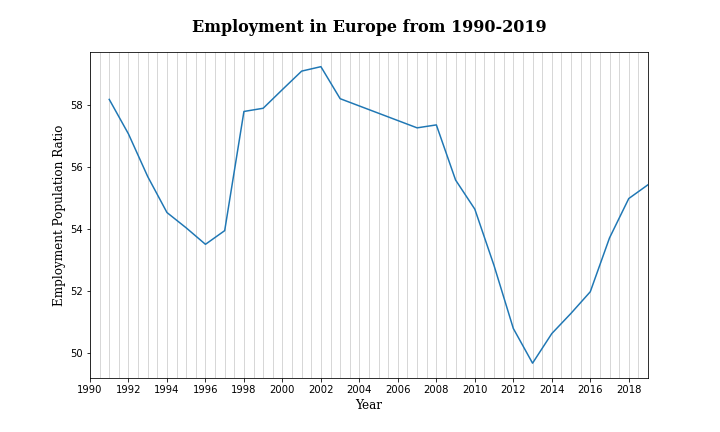 Employment in Europe from 1990-2019
Employment Population Ratio
58
56
54
52
50
1990 1992 1994 1996 1998 2000 2002 2004 2006 2008 2010 2012 2014 2016 2018
Year